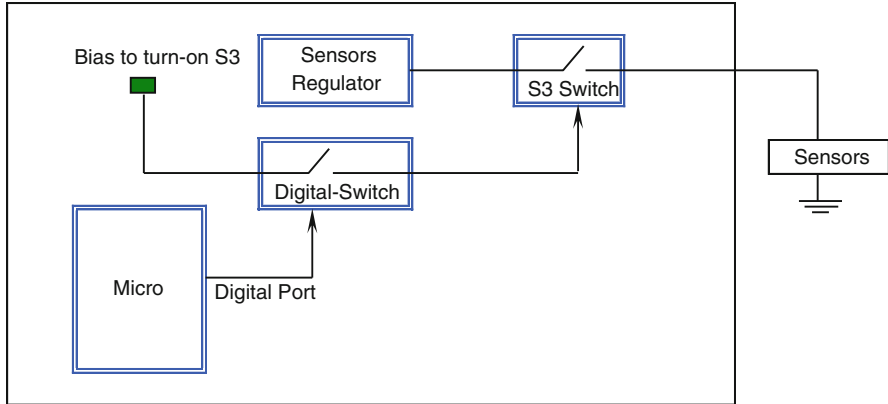 Bias to turn-on S3
Sensors
Regulator
S3 Switch
Sensors
Digital-Switch
Micro
Digital Port